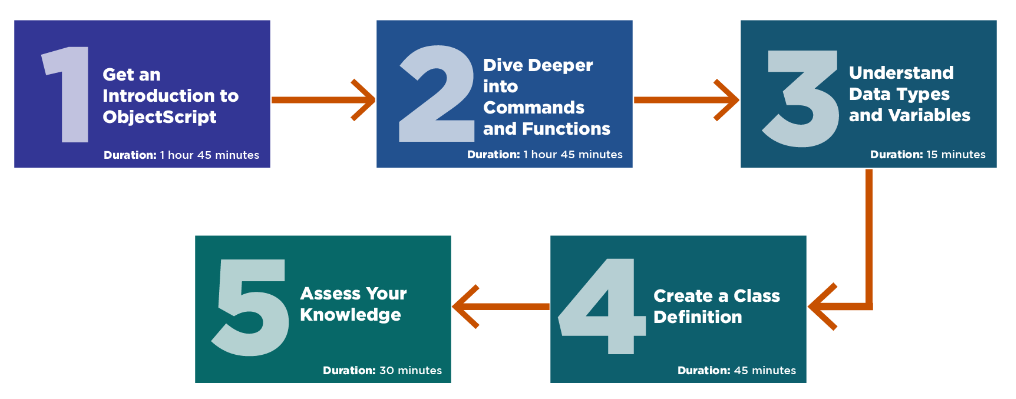 1
Get an
Introduction to
ObjectScript
Duration: 1 hour 45 minutes
2
Dive Deeper
into
Commands
and Functions
Duration: 1 hour 45 minutes
3
Understand
Data Types
and Variables
Duration: 15 minutes
4
Create a Class
Definition
Duration: 45 minutes
5
Assess Your
Knowledge
Duration: 30 minutes